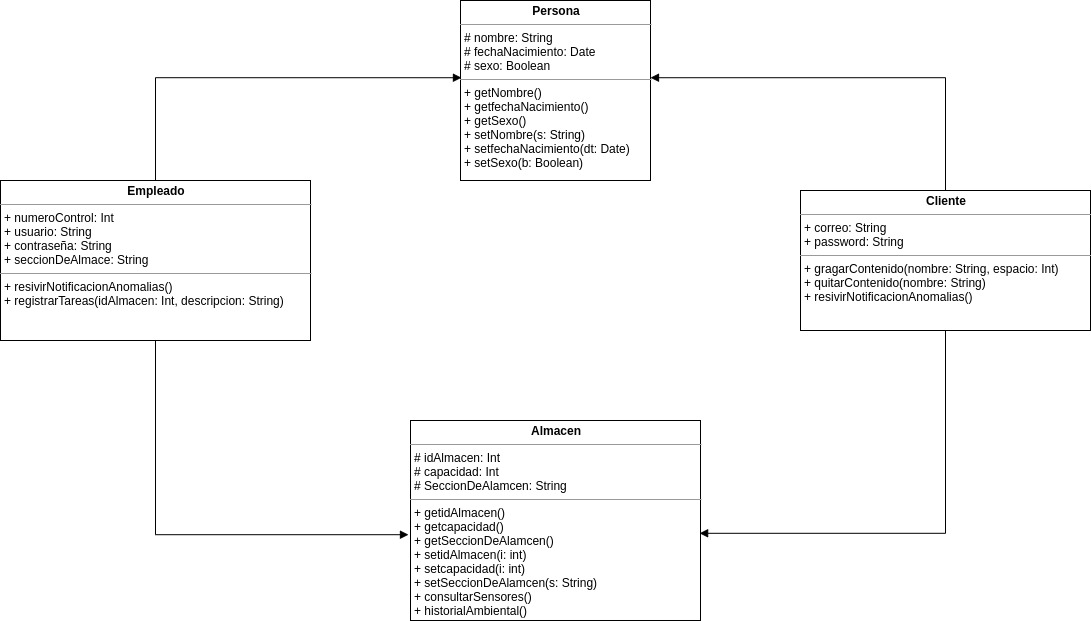 Persona
# nombre: String
# fechaNacimiento: Date
# sexo: Boolean
+ getNombre()
+ getfechaNacimiento()
+ getSexo()
+ setNombre(s: String)
+ setfechaNacimiento(dt: Date)
+ setSexo(b: Boolean)
Empleado
+ numeroControl: Int
+ usuario: String
+ contraseña: String
+ seccionDeAlmace: String
+ resivirNotificacionAnomalias()
+ registrarTareas(idAlmacen: Int, descripcion: String)
Cliente
+ correo: String
+ password: String
+ gragarContenido(nombre: String, espacio: Int)
+ quitarContenido(nombre: String)
+ resivirNotificacionAnomalias()
Almacen
# idAlmacen: Int
# capacidad: Int
# SeccionDeAlamcen: String
+ getidAlmacen()
+ getcapacidad()
+ getSeccionDeAlamcen()
+ setidAlmacen(i: int)
+ setcapacidad(i: int)
+ setSeccionDeAlamcen(s: String)
+ consultarSensores()
+ historialAmbiental()